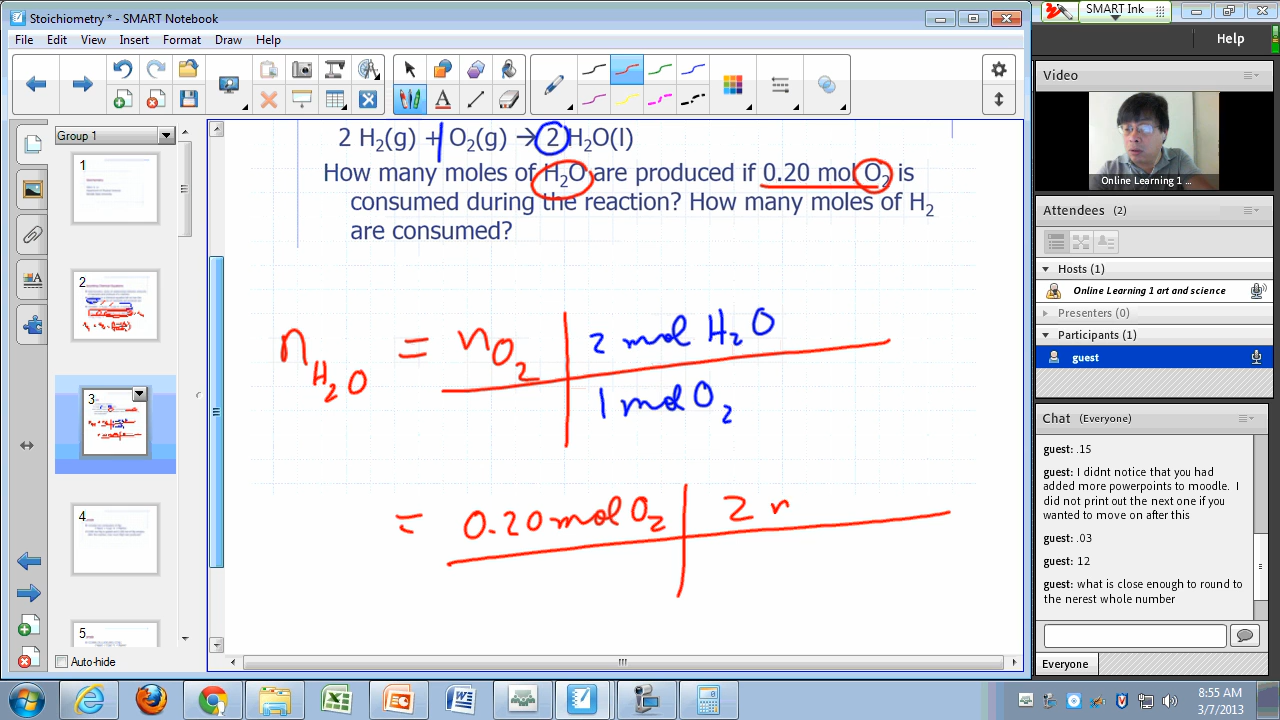 Stoichiometry * - SMART Notebook
SMART Ink
File Edit View Insert Format Draw Help
Help
Group 1
1
2
3
4
5
Auto-hide
2 H₂(g) + O₂(g) → 2 H₂O(l)
How many moles of H₂O are produced if 0.20 mol O₂ is
consumed during the reaction? How many moles of H₂
are consumed?
n H₂O = n O₂ | 2 mol H₂O
1 mol O₂
= 0.20 mol O₂ | 2 n
Video
Online Learning 1 ...
Attendees (2)
Hosts (1)
Online Learning 1 art and science
Presenters (0)
Participants (1)
guest
Chat (Everyone)
guest: .15
guest: I didnt notice that you had
added more powerpoints to moodle. I
did not print out the next one if you
wanted to move on after this
guest: .03
guest: 12
guest: what is close enough to round to
the nerest whole number
Everyone
8:55 AM
3/7/2013